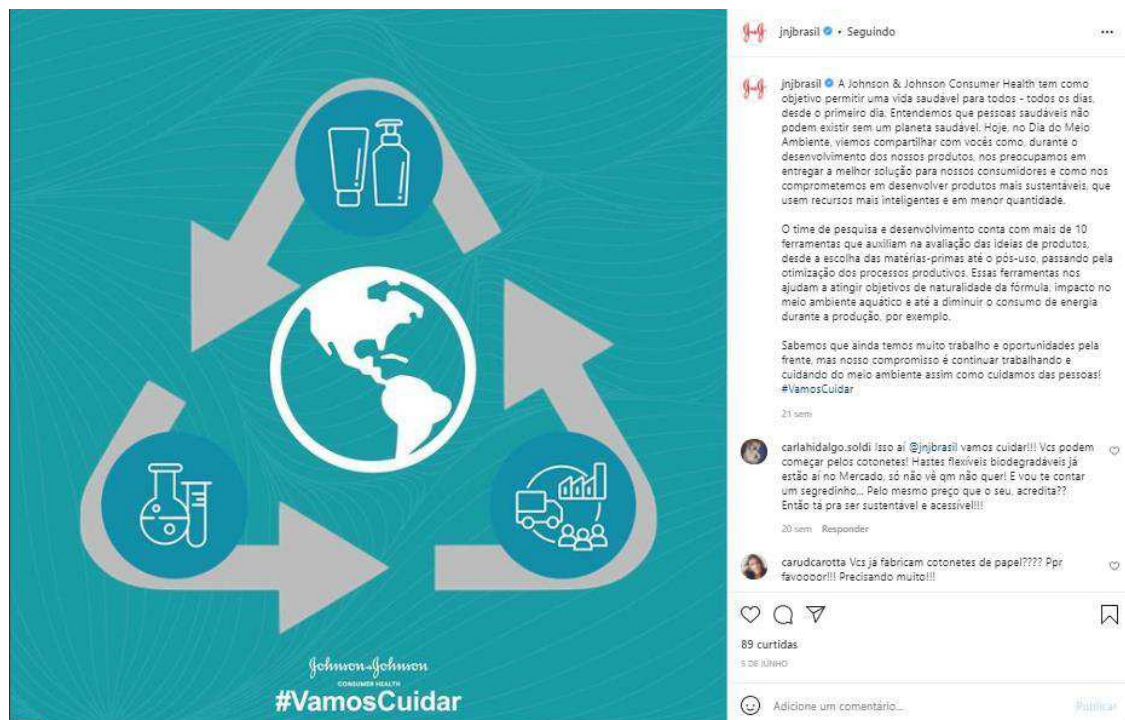 jnjbrasil • Seguindo
jnjbrasil A Johnson & Johnson Consumer Health tem como
objetivo permitir uma vida saudável para todos - todos os dias,
desde o primeiro dia. Entendemos que pessoas saudáveis não
podem existir sem um planeta saudável. Hoje, no Dia do Meio
Ambiente, viemos compartilhar com vocês como, durante o
desenvolvimento dos nossos produtos, nos preocupamos em
entregar a melhor solução para nossos consumidores e como nos
comprometemos em desenvolver produtos mais sustentáveis, que
usem recursos mais inteligentes e em menor quantidade.
O time de pesquisa e desenvolvimento conta com mais de 10
ferramentas que auxiliam na avaliação das ideias de produtos,
desde a escolha das matérias-primas até o pós-uso, passando pela
otimização dos processos produtivos. Essas ferramentas nos
ajudam a atingir objetivos de naturalidade da fórmula, impacto no
meio ambiente aquático e até a diminuir o consumo de energia
durante a produção, por exemplo.
Sabemos que ainda temos muito trabalho e oportunidades pela
frente, mas nosso compromisso é continuar trabalhando e
cuidando do meio ambiente assim como cuidamos das pessoas!
#VamosCuidar
21 sem
carlahidalgo.soldi Isso aí @jnjbrasil vamos cuidar!!! Vcs podem
começar pelos cotonetes! Hastes flexíveis biodegradáveis já
estão aí no Mercado, só não vê qm não quer! E vou te contar
um segredinho... Pelo mesmo preço que o seu, acredita??
Então tá pra ser sustentável e acessível!!!
20 sem Responder
carudcarotta Vcs já fabricam cotonetes de papel???? Ppr
favoooor!!! Precisando muito!!!
89 curtidas
5 DE JUNHO
Adicione um comentário...
Publicar
Johnson & Johnson
CONSUMER HEALTH
#VamosCuidar